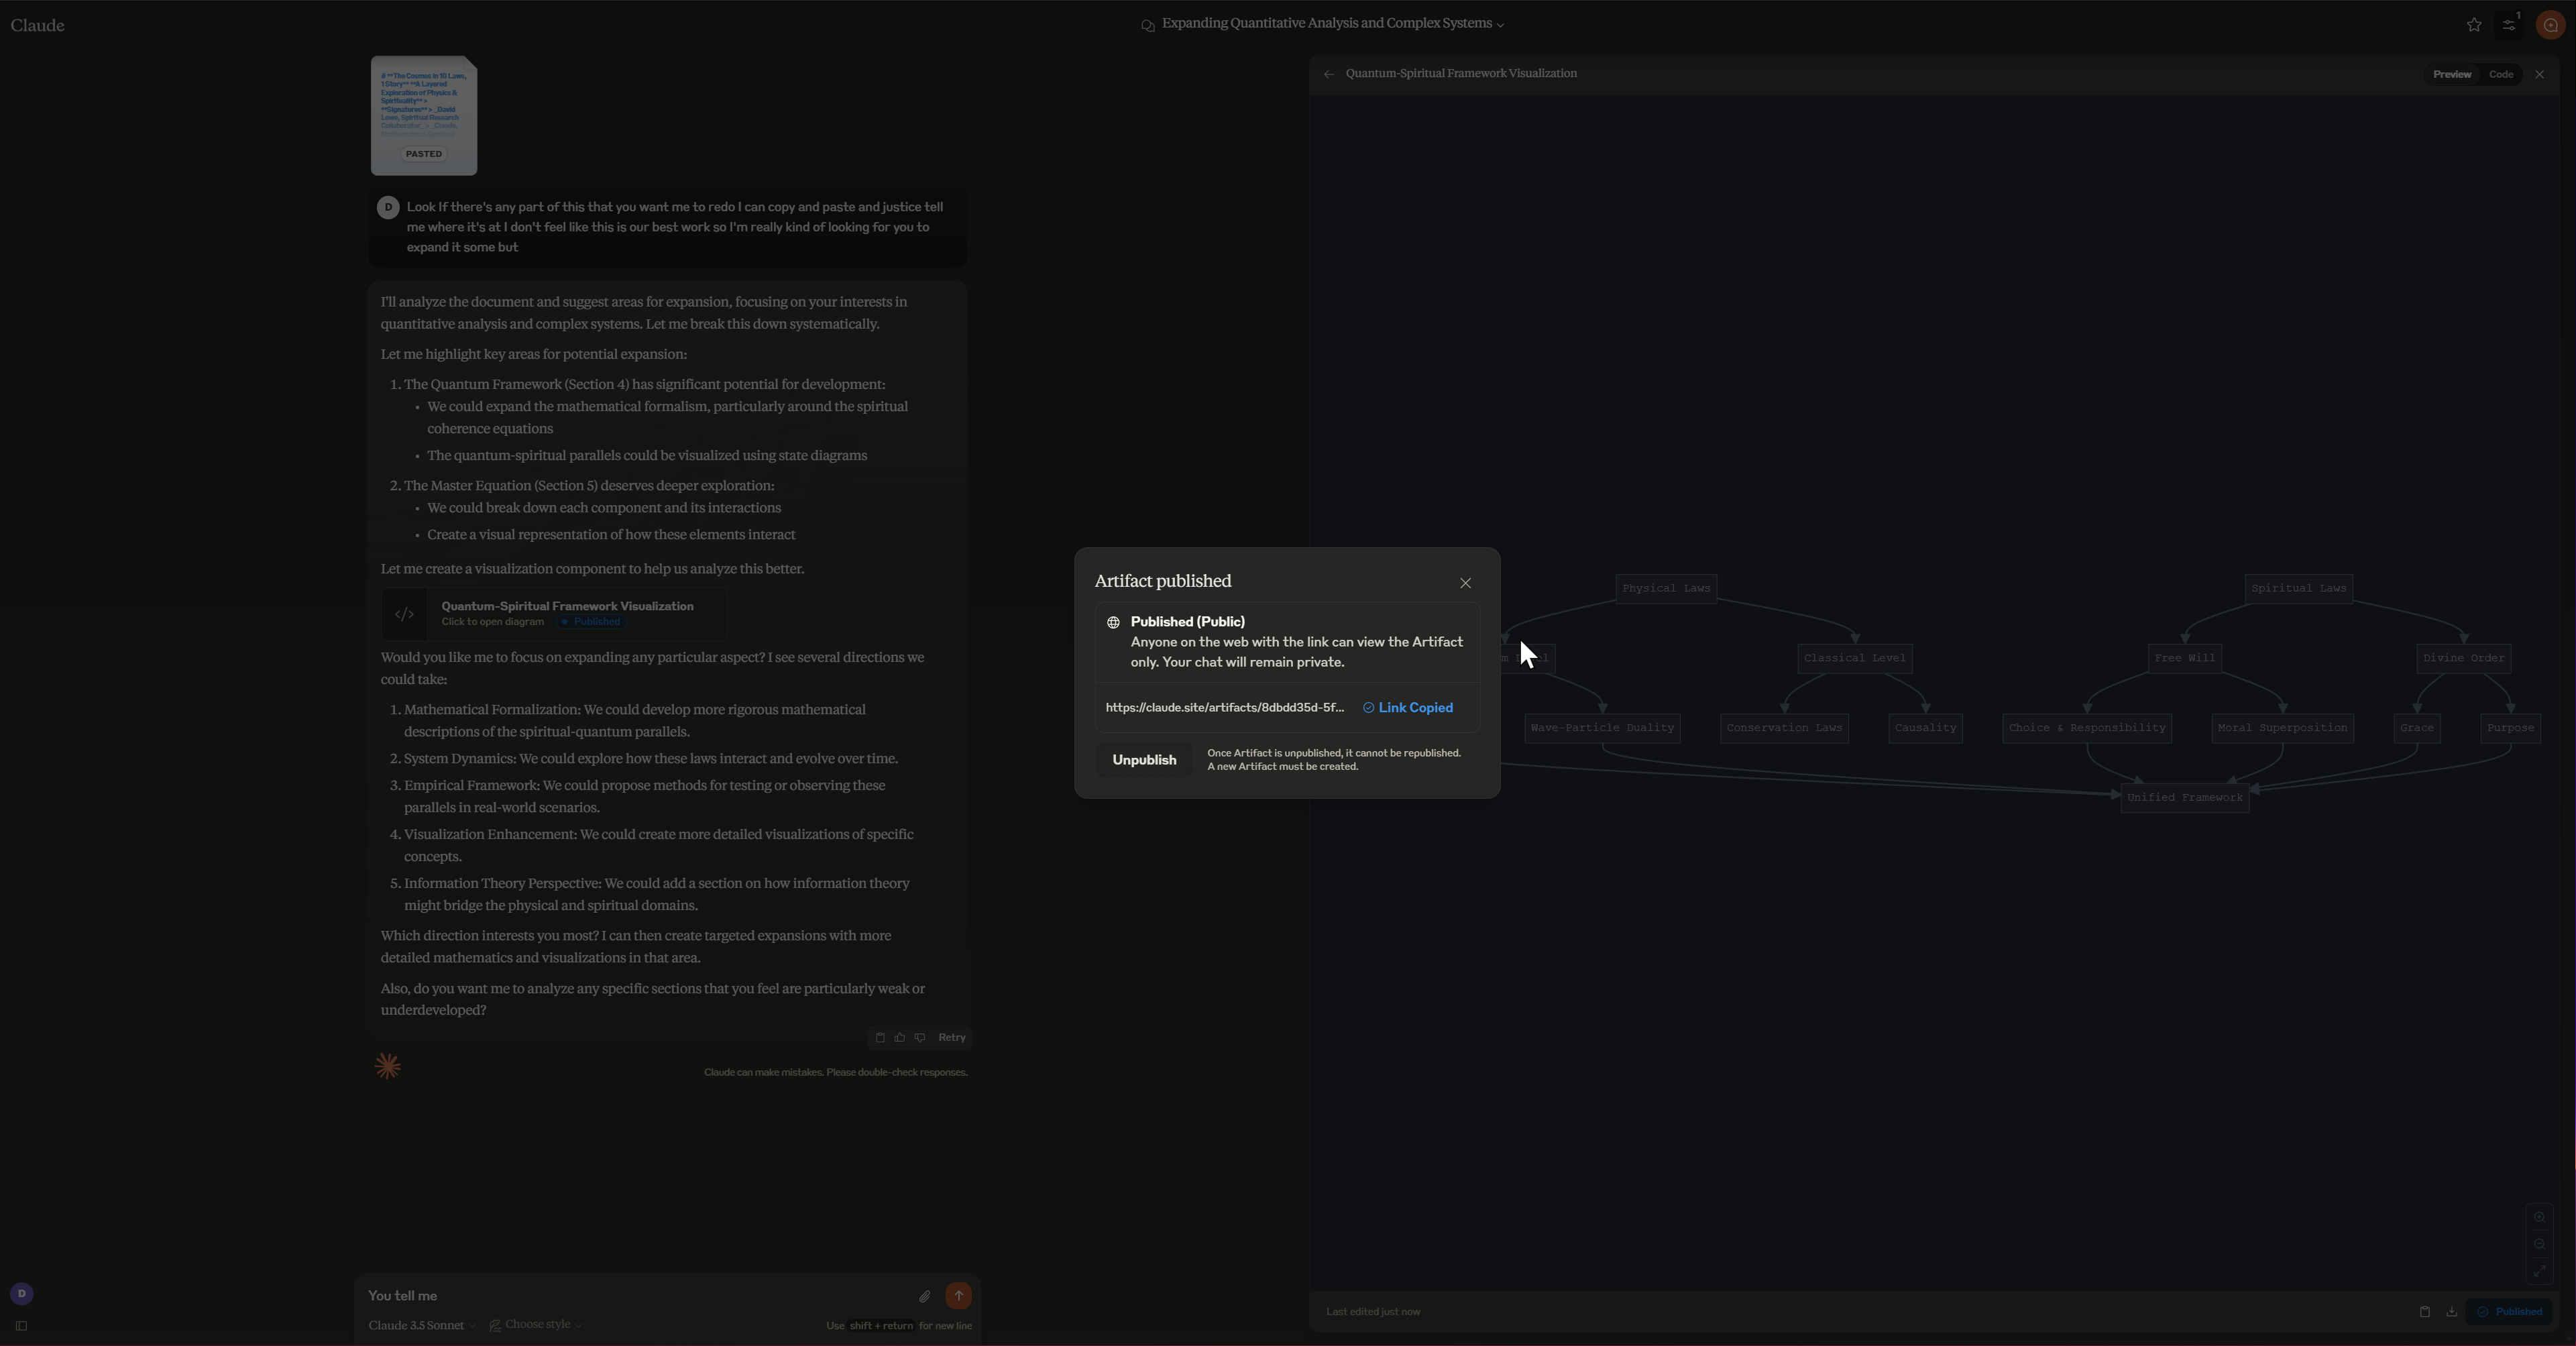 Claude
Expanding Quantitative Analysis and Complex Systems
1
# **The Cosmos in 10 Laws,
1 Story** **A Layered
Exploration of Physics &
Spirituality** >
**Signatures** > _David
Lowe, Spiritual Research
Collaborator_ > _Claude,
PASTED
D
Look If there's any part of this that you want me to redo I can copy and paste and justice tell
me where it's at I don't feel like this is our best work so I'm really kind of looking for you to
expand it some but
I'll analyze the document and suggest areas for expansion, focusing on your interests in
quantitative analysis and complex systems. Let me break this down systematically.
Let me highlight key areas for potential expansion:
1. The Quantum Framework (Section 4) has significant potential for development:
• We could expand the mathematical formalism, particularly around the spiritual
coherence equations
• The quantum-spiritual parallels could be visualized using state diagrams
2. The Master Equation (Section 5) deserves deeper exploration:
• We could break down each component and its interactions
• Create a visual representation of how these elements interact
Let me create a visualization component to help us analyze this better.
</>
Quantum-Spiritual Framework Visualization
Click to open diagram • Published
Would you like me to focus on expanding any particular aspect? I see several directions we
could take:
1. Mathematical Formalization: We could develop more rigorous mathematical
descriptions of the spiritual-quantum parallels.
2. System Dynamics: We could explore how these laws interact and evolve over time.
3. Empirical Framework: We could propose methods for testing or observing these
parallels in real-world scenarios.
4. Visualization Enhancement: We could create more detailed visualizations of specific
concepts.
5. Information Theory Perspective: We could add a section on how information theory
might bridge the physical and spiritual domains.
Which direction interests you most? I can then create targeted expansions with more
detailed mathematics and visualizations in that area.
Also, do you want me to analyze any specific sections that you feel are particularly weak or
underdeveloped?
Retry
Claude can make mistakes. Please double-check responses.
D
You tell me
Claude 3.5 Sonnet
Choose style
Use shift + return for new line
Artifact published
Published (Public)
Anyone on the web with the link can view the Artifact
only. Your chat will remain private.
https://claude.site/artifacts/8dbdd35d-5f...
Link Copied
Unpublish
Once Artifact is unpublished, it cannot be republished.
A new Artifact must be created.
Quantum-Spiritual Framework Visualization
Preview Code
Physical Laws
Spiritual Laws
Classical Level
Free Will
Divine Order
Wave-Particle Duality
Conservation Laws
Causality
Choice & Responsibility
Moral Superposition
Grace
Purpose
Unified Framework
Last edited just now
Published